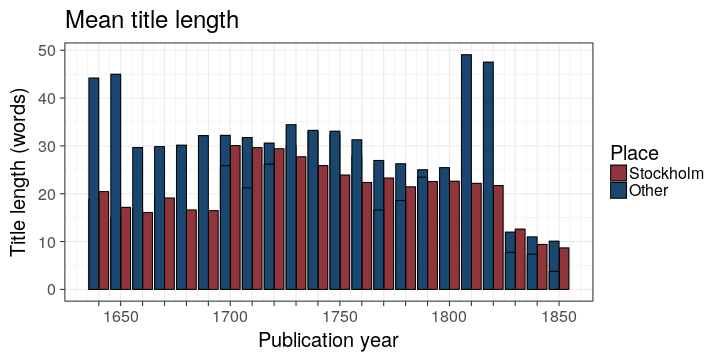 Mean title length
Title length (words)
50
40
30
20
10
0
1650
1700
1750
1800
1850
Publication year
Place
Stockholm
Other